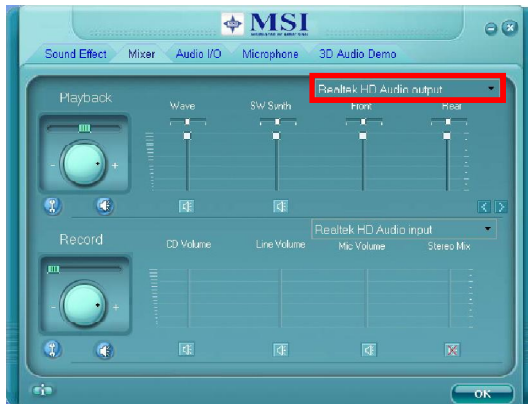 MSI
Sound Effect Mixer Audio I/O Microphone 3D Audio Demo
Realtek HD Audio output
Playback
Wave SW Synth Front Rear
- +
Realtek HD Audio input
Record
CD Volume Line Volume Mic Volume Stereo Mix
- +
OK